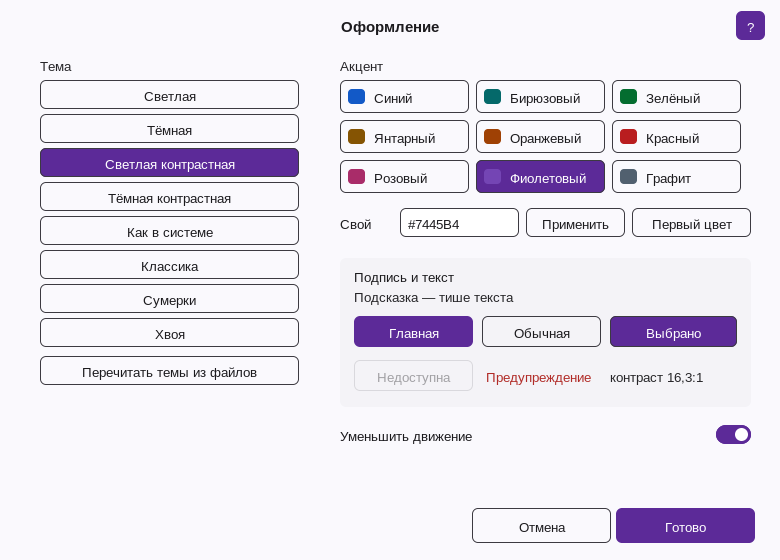 Оформление
?
Тема
Светлая
Тёмная
Светлая контрастная
Тёмная контрастная
Как в системе
Классика
Сумерки
Хвоя
Перечитать темы из файлов
Акцент
Синий
Бирюзовый
Зелёный
Янтарный
Оранжевый
Красный
Розовый
Фиолетовый
Графит
Свой
#7445B4
Применить
Первый цвет
Подпись и текст
Подсказка — тише текста
Главная
Обычная
Выбрано
Недоступна
Предупреждение
контраст 16,3:1
Уменьшить движение
Отмена
Готово